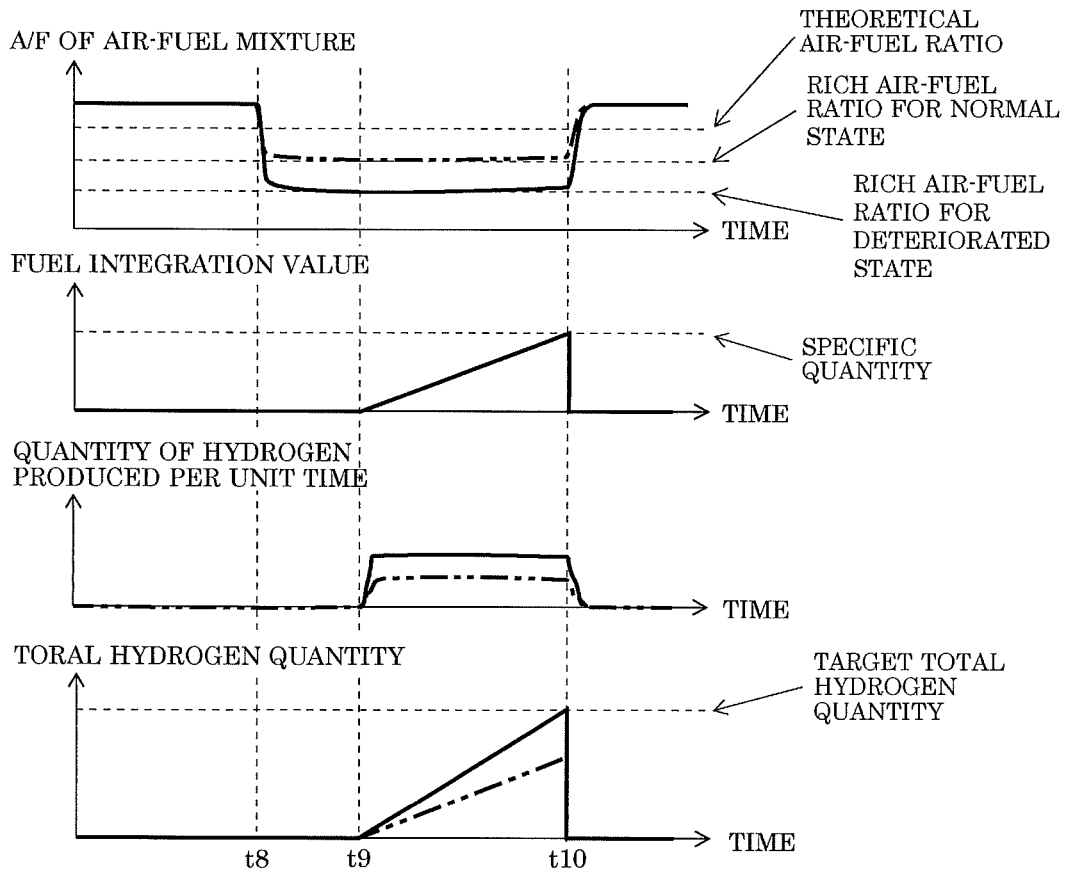 A/F OF AIR-FUEL MIXTURE
THEORETICAL
AIR-FUEL RATIO
RICH AIR-FUEL
RATIO FOR NORMAL
STATE
RICH AIR-FUEL
RATIO FOR
DETERIORATED
STATE
TIME
FUEL INTEGRATION VALUE
SPECIFIC
QUANTITY
TIME
QUANTITY OF HYDROGEN
PRODUCED PER UNIT TIME
TIME
TORAL HYDROGEN QUANTITY
TARGET TOTAL
HYDROGEN
QUANTITY
TIME
t8 t9 t10